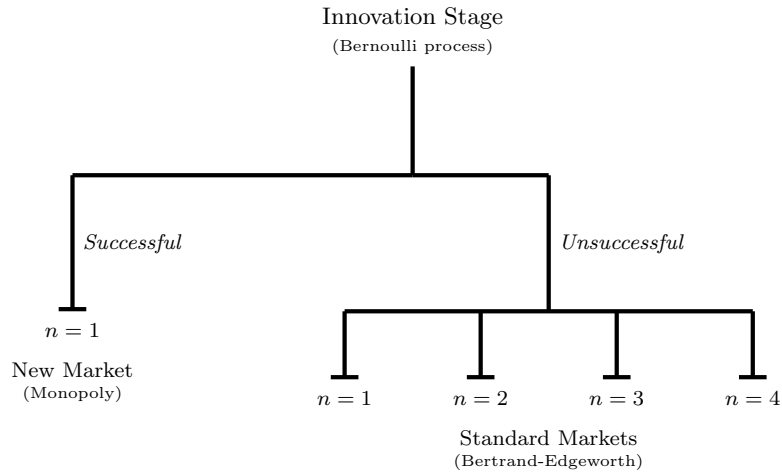 Innovation Stage
(Bernoulli process)
Successful
Unsuccessful
n = 1
New Market
(Monopoly)
n = 1
n = 2
n = 3
n = 4
Standard Markets
(Bertrand-Edgeworth)